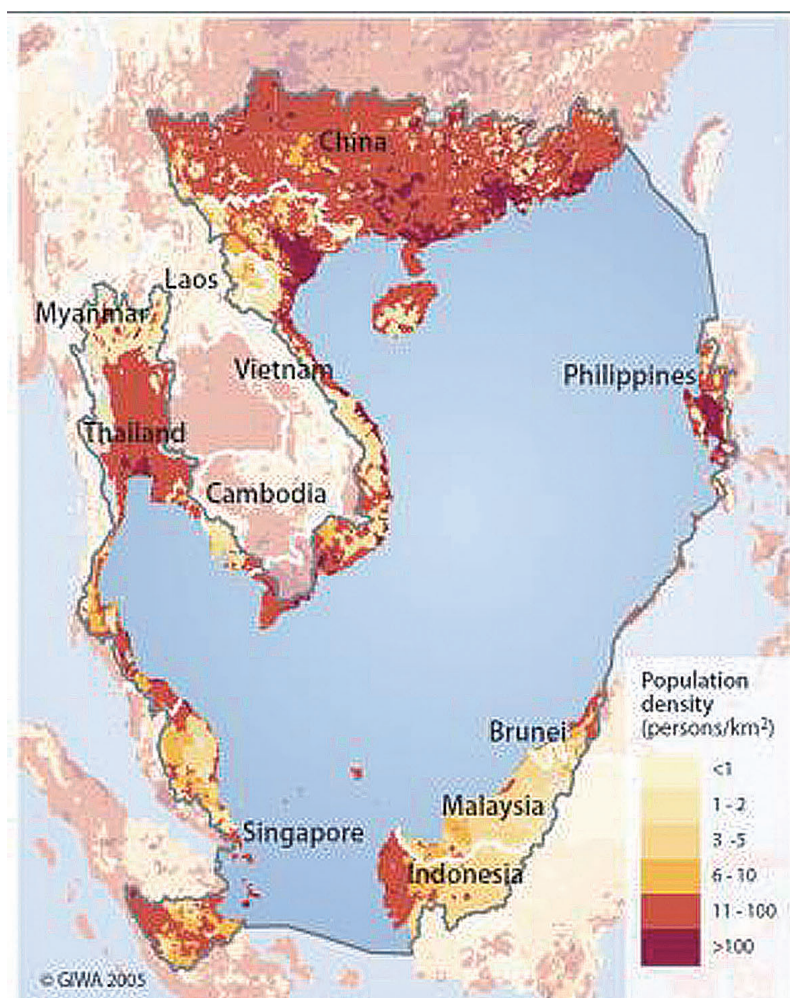 China
Laos
Myanmar
Vietnam
Philippines
Thailand
Cambodia
Population
density
(persons/km²)
Brunei
<1
1 - 2
Malaysia
Singapore
3 - 5
Indonesia
6 - 10
11 - 100
>100
© GIWA 2005